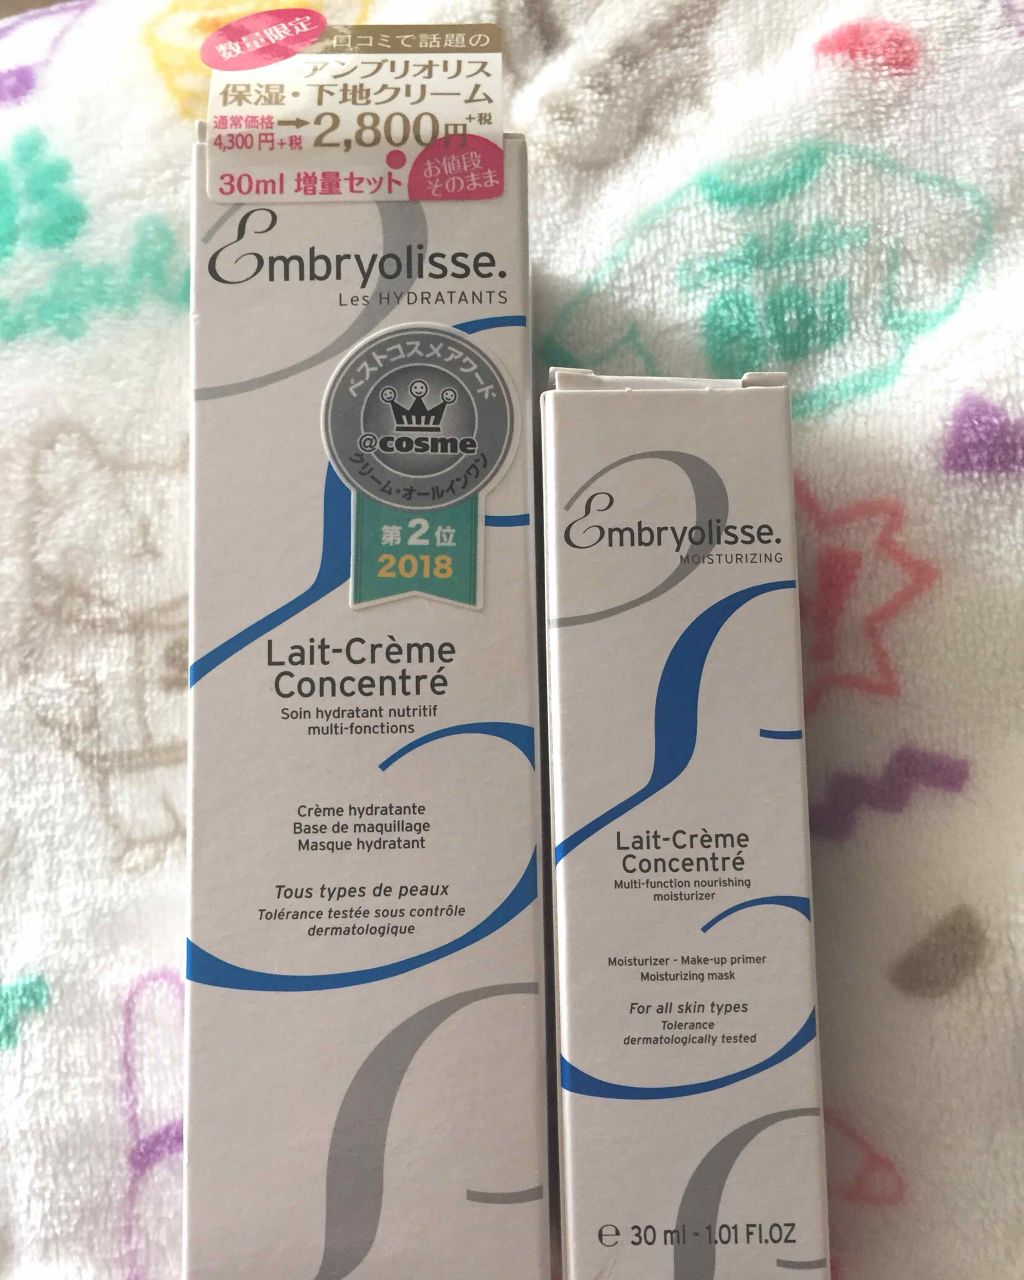 数量限定
口コミで話題の
アンブリオリス
保湿・下地クリーム
通常価格
4,300円+税
→2,800円+税
30ml 増量セット
お値段
そのまま
Embryolisse.
Les HYDRATANTS
ベストコスメアワード
@cosme
クリーム・オールインワン
第2位
2018
Lait-Crème
Concentré
Soin hydratant nutritif
multi-fonctions
Crème hydratante
Base de maquillage
Masque hydratant
Tous types de peaux
Tolérance testée sous contrôle
dermatologique
Embryolisse.
MOISTURIZING
Lait-Crème
Concentré
Multi-function nourishing
moisturizer
Moisturizer - Make-up primer
Moisturizing mask
For all skin types
Tolerance
dermatologically tested
℮ 30 ml - 1.01 Fl.OZ